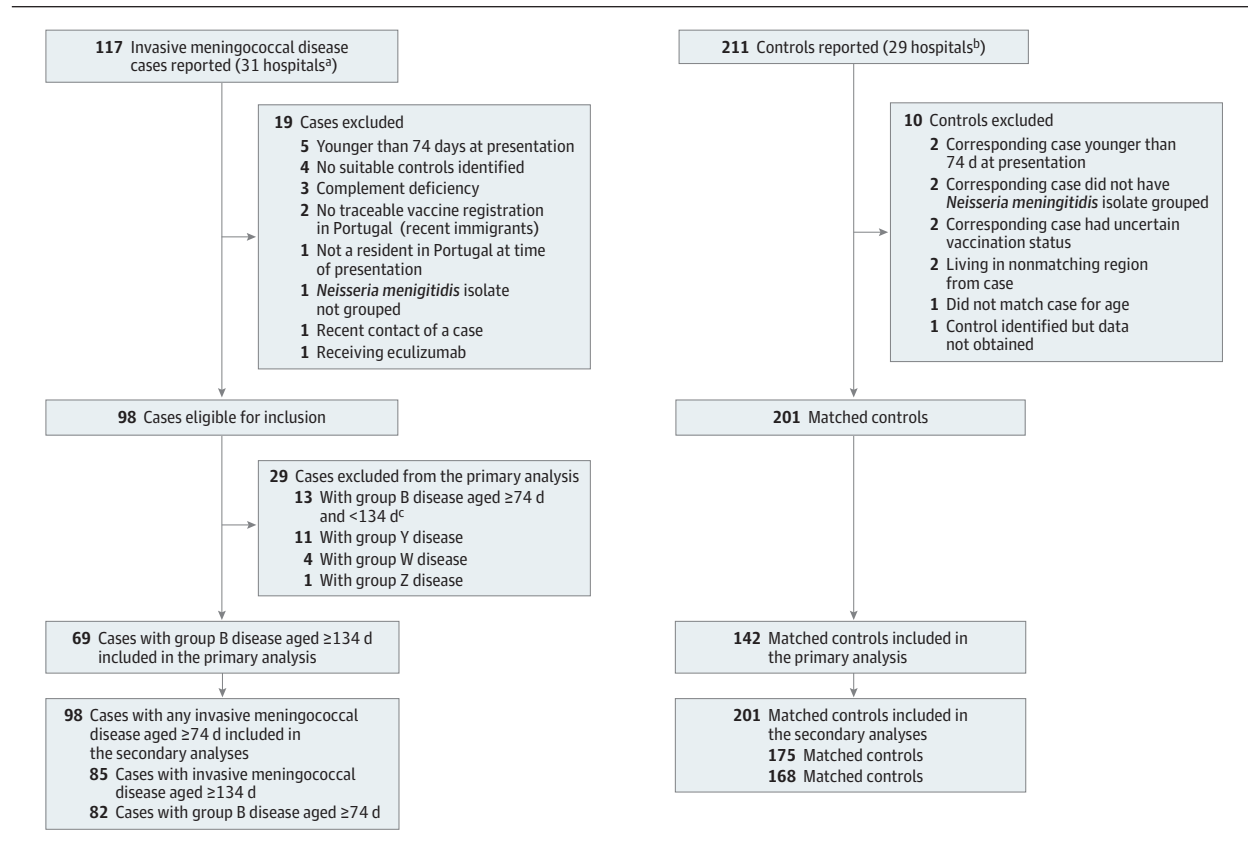 117 Invasive meningococcal disease
cases reported (31 hospitalsᵃ)
19 Cases excluded
5 Younger than 74 days at presentation
4 No suitable controls identified
3 Complement deficiency
2 No traceable vaccine registration
in Portugal (recent immigrants)
1 Not a resident in Portugal at time
of presentation
1 Neisseria menigitidis isolate
not grouped
1 Recent contact of a case
1 Receiving eculizumab
98 Cases eligible for inclusion
29 Cases excluded from the primary analysis
13 With group B disease aged ≥74 d
and <134 dᶜ
11 With group Y disease
4 With group W disease
1 With group Z disease
69 Cases with group B disease aged ≥134 d
included in the primary analysis
98 Cases with any invasive meningococcal
disease aged ≥74 d included in
the secondary analyses
85 Cases with invasive meningococcal
disease aged ≥134 d
82 Cases with group B disease aged ≥74 d
211 Controls reported (29 hospitalsᵇ)
10 Controls excluded
2 Corresponding case younger than
74 d at presentation
2 Corresponding case did not have
Neisseria meningitidis isolate grouped
2 Corresponding case had uncertain
vaccination status
2 Living in nonmatching region
from case
1 Did not match case for age
1 Control identified but data
not obtained
201 Matched controls
142 Matched controls included in
the primary analysis
201 Matched controls included in
the secondary analyses
175 Matched controls
168 Matched controls